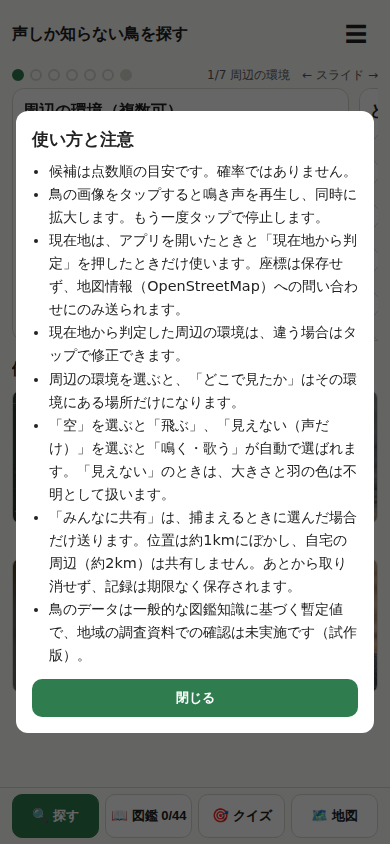 声しか知らない鳥を探す
1/7 周辺の環境 ← スライド →
周辺の環境（複数可）
使い方と注意
• 候補は点数順の目安です。確率ではありません。
• 鳥の画像をタップすると鳴き声を再生し、同時に
拡大します。もう一度タップで停止します。
• 現在地は、アプリを開いたときと「現在地から判
定」を押したときだけ使います。座標は保存せ
ず、地図情報（OpenStreetMap）への問い合わ
せにのみ送られます。
• 現在地から判定した周辺の環境は、違う場合はタ
ップで修正できます。
• 周辺の環境を選ぶと、「どこで見たか」はその環
境にある場所だけになります。
• 「空」を選ぶと「飛ぶ」、「見えない（声だ
け）」を選ぶと「鳴く・歌う」が自動で選ばれま
す。「見えない」のときは、大きさと羽の色は不
明として扱います。
• 「みんなに共有」は、捕まえるときに選んだ場合
だけ送ります。位置は約1kmにぼかし、自宅の
周辺（約2km）は共有しません。あとから取り
消せず、記録は期限なく保存されます。
• 鳥のデータは一般的な図鑑知識に基づく暫定値
で、地域の調査資料での確認は未実施です（試作
版）。
閉じる
探す 図鑑 0/44 クイズ 地図